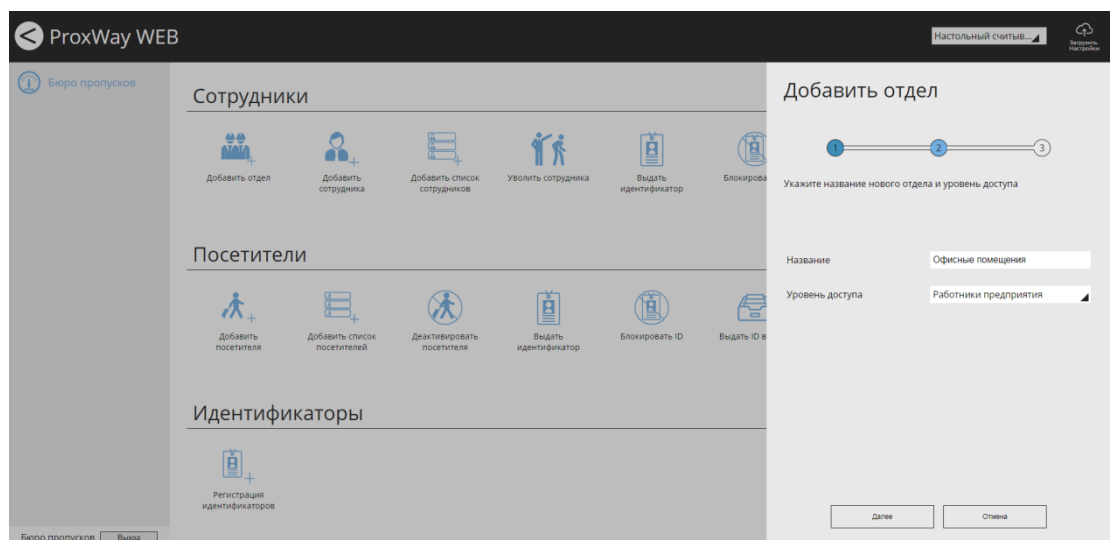 ProxWay WEB
Настольный считыв...
Загрузить
Настройки
Бюро пропусков
Сотрудники
Добавить отдел
Добавить
сотрудника
Добавить список
сотрудников
Уволить сотрудника
Выдать
идентификатор
Блокирова
Посетители
Добавить
посетителя
Добавить список
посетителей
Деактивировать
посетителя
Выдать
идентификатор
Блокировать ID
Выдать ID в
Идентификаторы
Регистрация
идентификаторов
Бюро пропусков
Выход
Добавить отдел
1
2
3
Укажите название нового отдела и уровень доступа
Название
Офисные помещения
Уровень доступа
Работники предприятия
Далее
Отмена